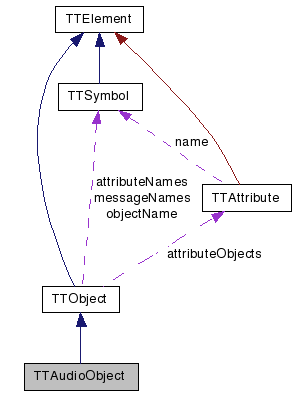 TTElement
TTSymbol
name
attributeNames
messageNames
objectName
TTAttribute
attributeObjects
TTObject
TTAudioObject